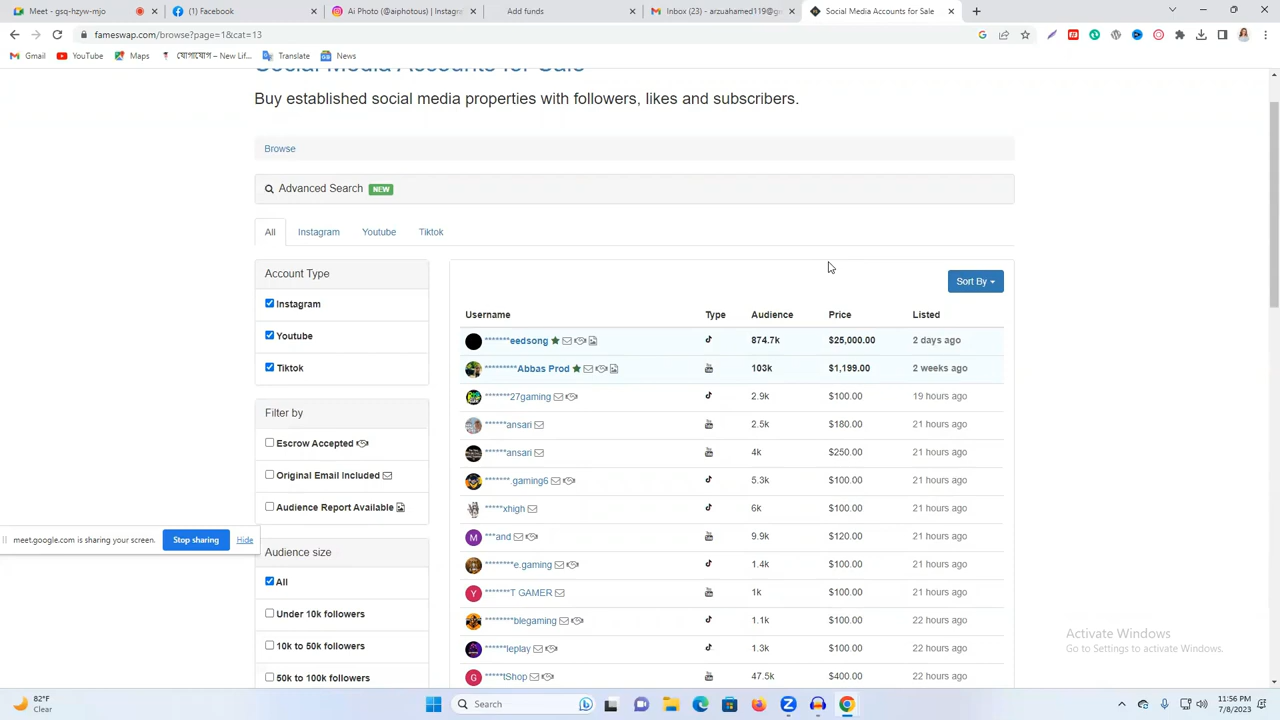 Meet – msg-hzyw-mgq
(1) Facebook
Ai Photo (@aiphotous) | Instagr
Add funds
Inbox (23) - arzuahamed119@g
Social Media Accounts for Sale
fameswap.com/browse?page=1&cat=13
Gmail YouTube Maps যোগাযোগ – New Lif... Translate News
Social Media Accounts for Sale
Buy established social media properties with followers, likes and subscribers.
Browse
Advanced Search NEW
All Instagram Youtube Tiktok
Account Type
Instagram
Youtube
Tiktok
Filter by
Escrow Accepted
Original Email Included
Audience Report Available
meet.google.com is sharing your screen. Stop sharing Hide
Audience size
All
Under 10k followers
10k to 50k followers
50k to 100k followers
Sort By
Username Type Audience Price Listed
*******eedsong 874.7k $25,000.00 2 days ago
*********Abbas Prod 103k $1,199.00 2 weeks ago
*******27gaming 2.9k $100.00 19 hours ago
******ansari 2.5k $180.00 21 hours ago
******ansari 4k $250.00 21 hours ago
*******.gaming6 5.3k $100.00 21 hours ago
*****xhigh 6k $100.00 21 hours ago
M ***and 9.9k $120.00 21 hours ago
********e.gaming 1.4k $100.00 21 hours ago
Y *******T GAMER 1k $100.00 21 hours ago
********blegaming 1.1k $100.00 22 hours ago
******leplay 1.3k $100.00 22 hours ago
G *****tShop 47.5k $400.00 22 hours ago
Activate Windows
Go to Settings to activate Windows.
82°F
Clear
Search
11:56 PM
7/8/2023